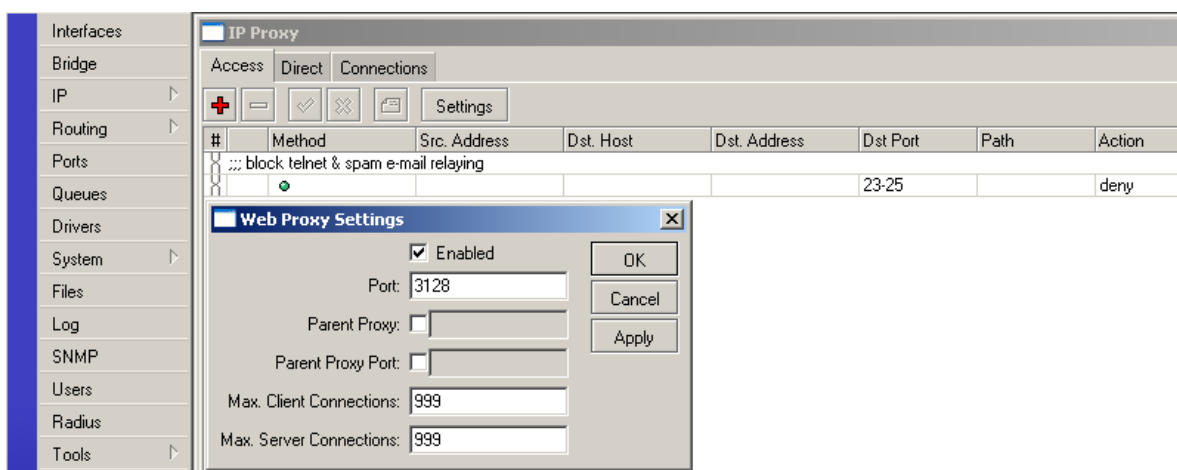 Interfaces
Bridge
IP
Routing
Ports
Queues
Drivers
System
Files
Log
SNMP
Users
Radius
Tools
IP Proxy
Access Direct Connections
Settings
# Method Src. Address Dst. Host Dst. Address Dst Port Path Action
;;; block telnet & spam e-mail relaying
23-25 deny
Web Proxy Settings
Enabled
Port: 3128
Parent Proxy:
Parent Proxy Port:
Max. Client Connections: 999
Max. Server Connections: 999
OK
Cancel
Apply